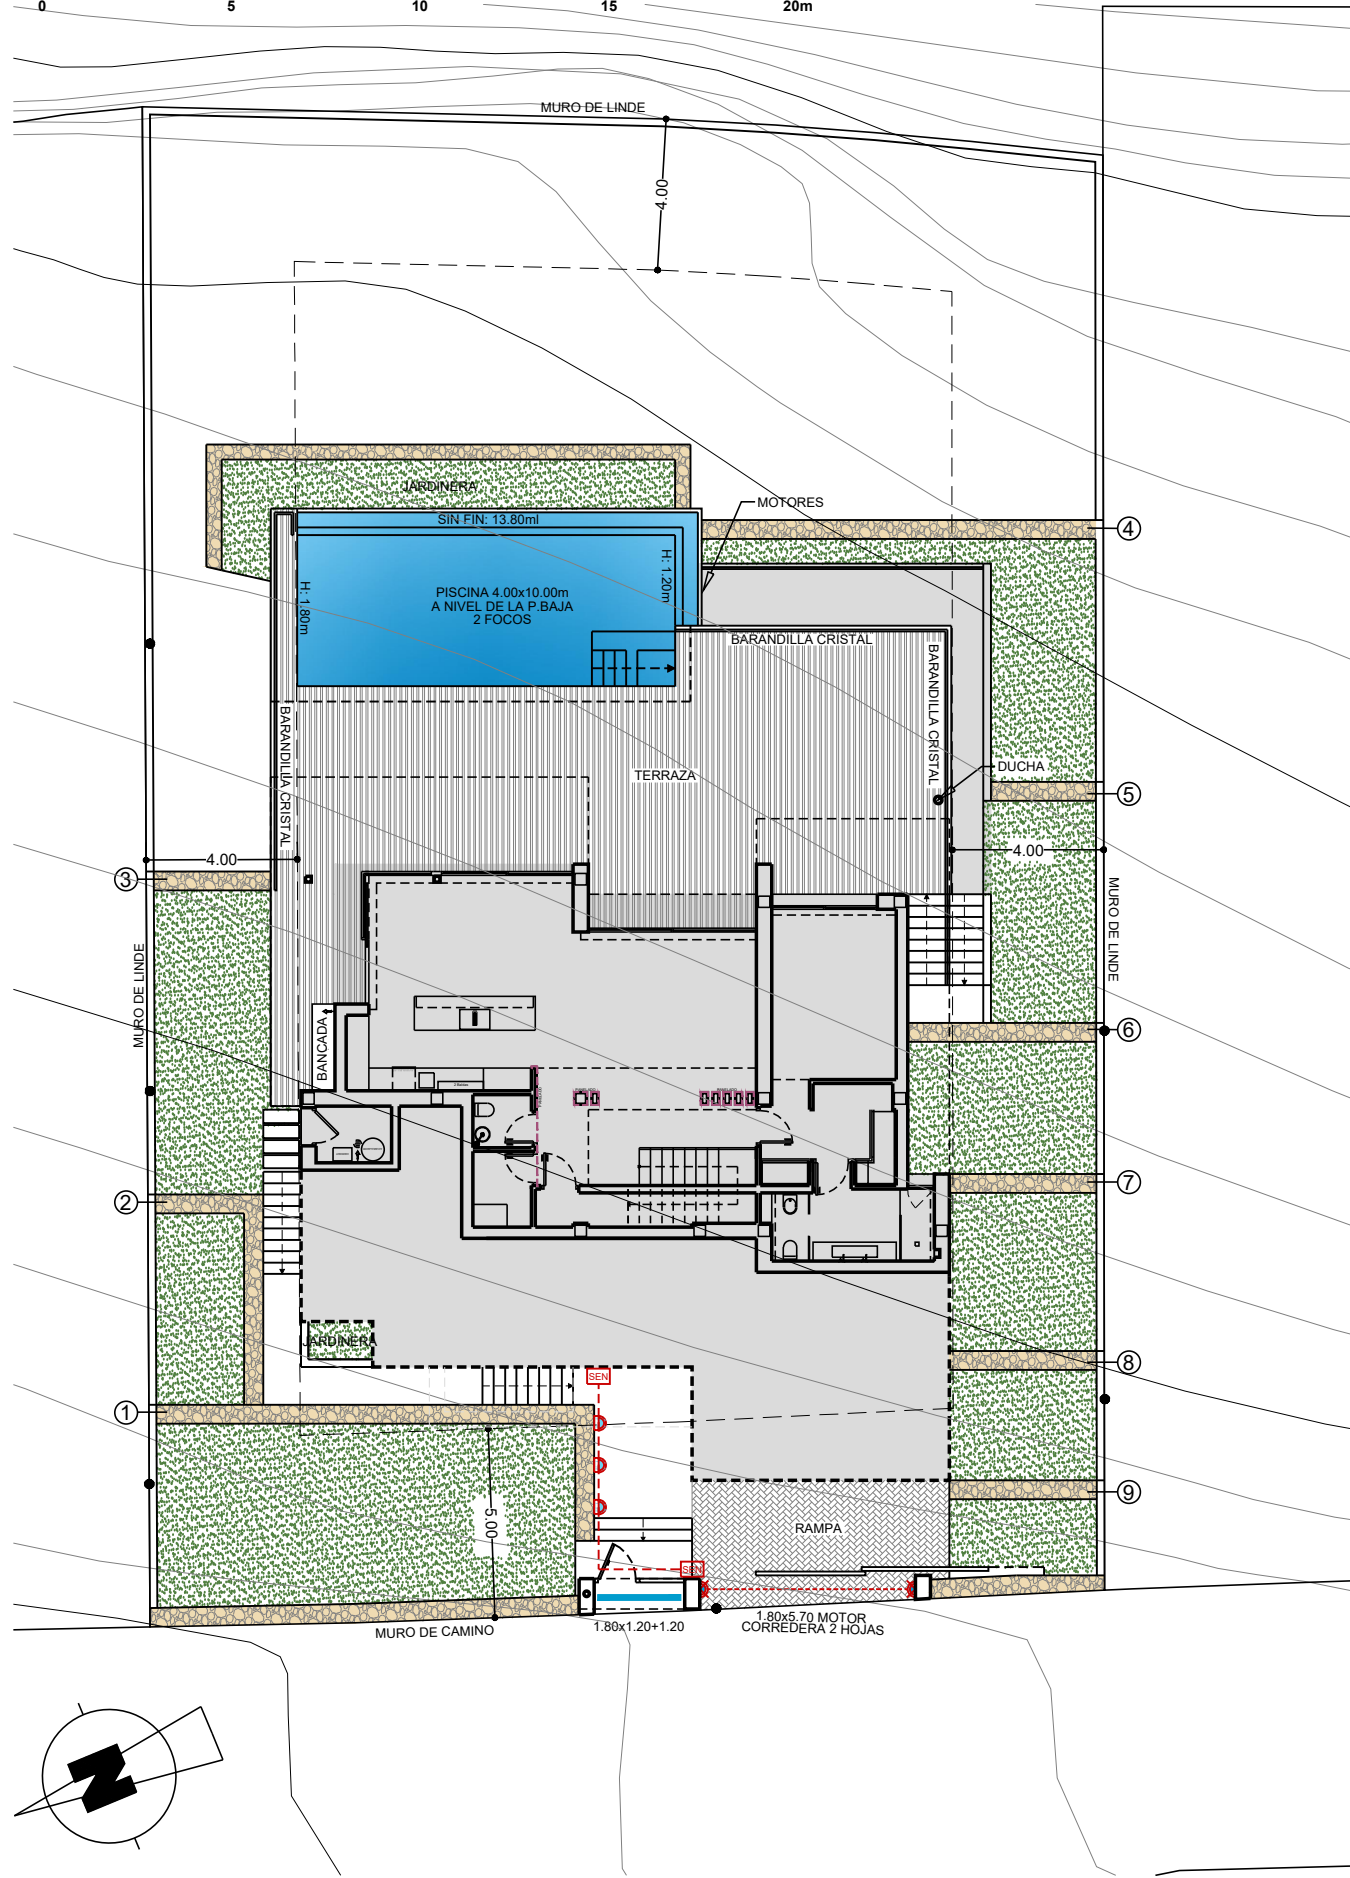 0 5 10 15 20m
MURO DE LINDE
4.00
JARDINERA
MOTORES
SIN FIN: 13.80ml
4
H: 1.80m
H: 1.20m
PISCINA 4.00x10.00m
A NIVEL DE LA P.BAJA
2 FOCOS
BARANDILLA CRISTAL
BARANDILLA CRISTAL
BARANDILLA CRISTAL
TERRAZA
DUCHA
5
4.00
4.00
3
MURO DE LINDE
MURO DE LINDE
BANCADA
6
7
2
JARDINERA
8
SEN
1
9
5.00
RAMPA
SEN
MURO DE CAMINO
1.80x1.20+1.20
1.80x5.70 MOTOR
CORREDERA 2 HOJAS
N